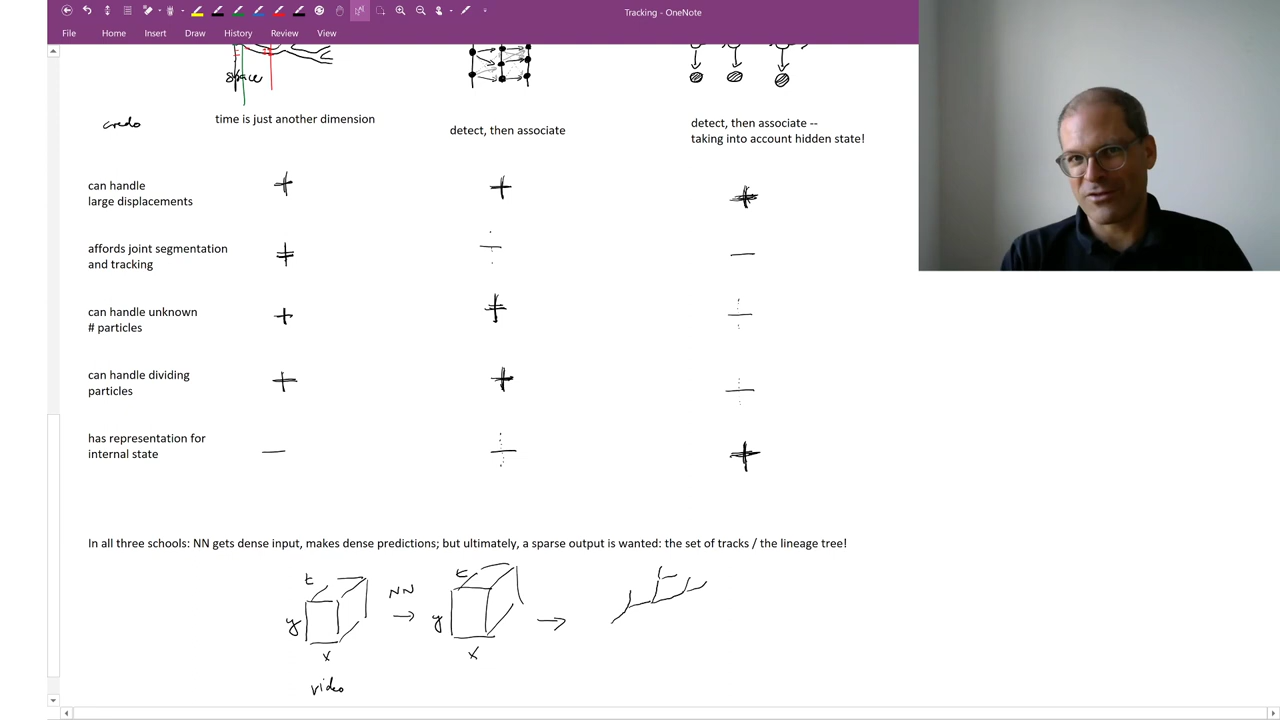 Tracking - OneNote
File Home Insert Draw History Review View
space
credo
time is just another dimension
detect, then associate
detect, then associate --
taking into account hidden state!
can handle
large displacements
+ + +
affords joint segmentation
and tracking
can handle unknown
# particles
can handle dividing
particles
+ +
has representation for
internal state
In all three schools: NN gets dense input, makes dense predictions; but ultimately, a sparse output is wanted: the set of tracks / the lineage tree!
t t
NN
y y
x x
video